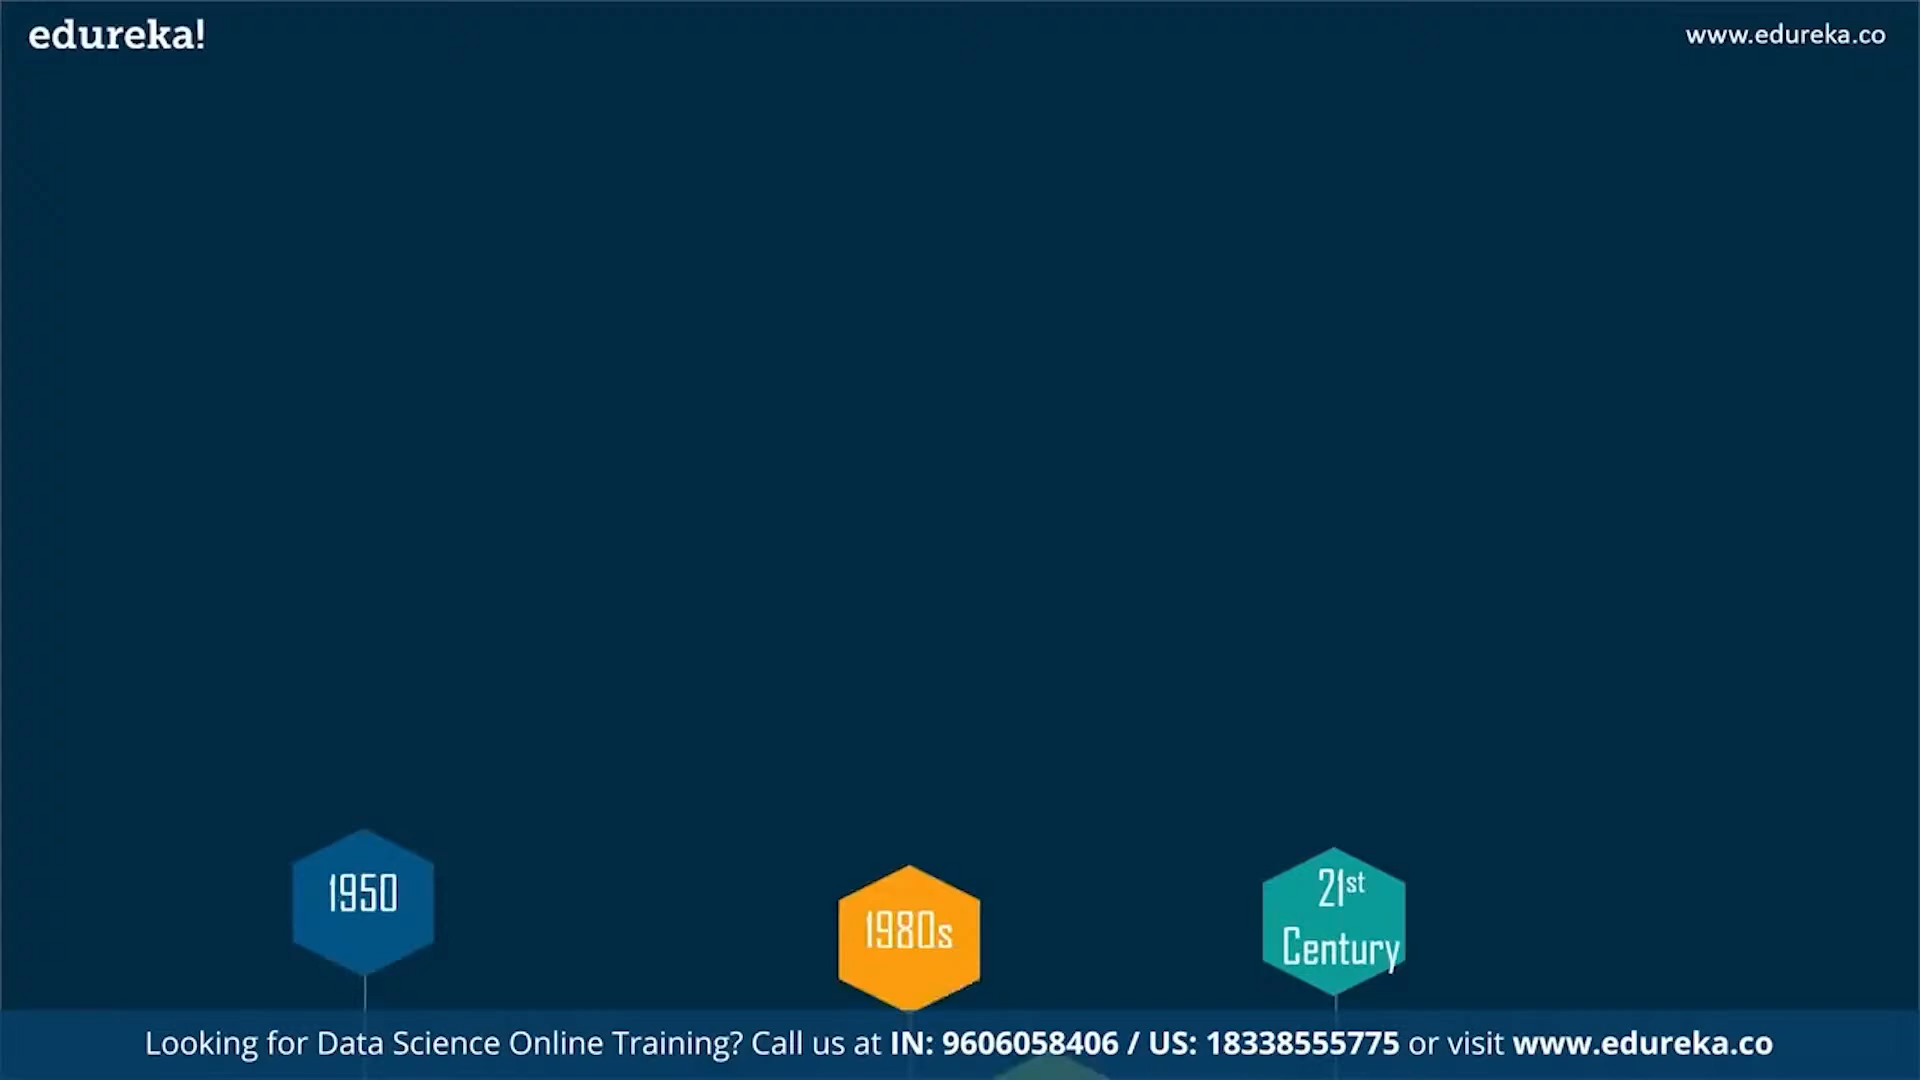 edureka!
www.edureka.co
1950
1980s
21st
Century
Looking for Data Science Online Training? Call us at IN: 9606058406 / US: 18338555775 or visit www.edureka.co